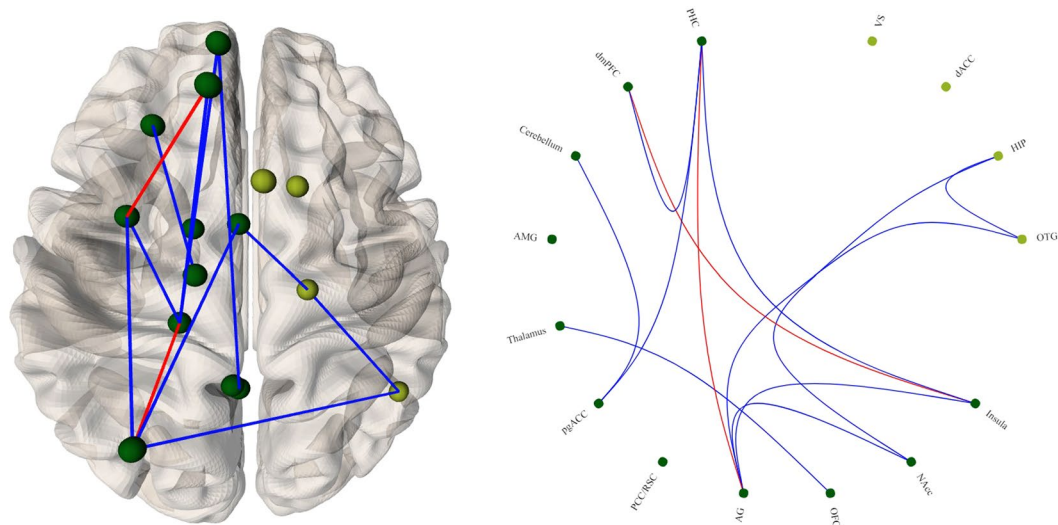 PHC
VS
dmPFC
dACC
Cerebellum
HIP
AMG
OTG
Thalamus
PgACC
Insula
PCC/RSC
NAcc
AG
OFC